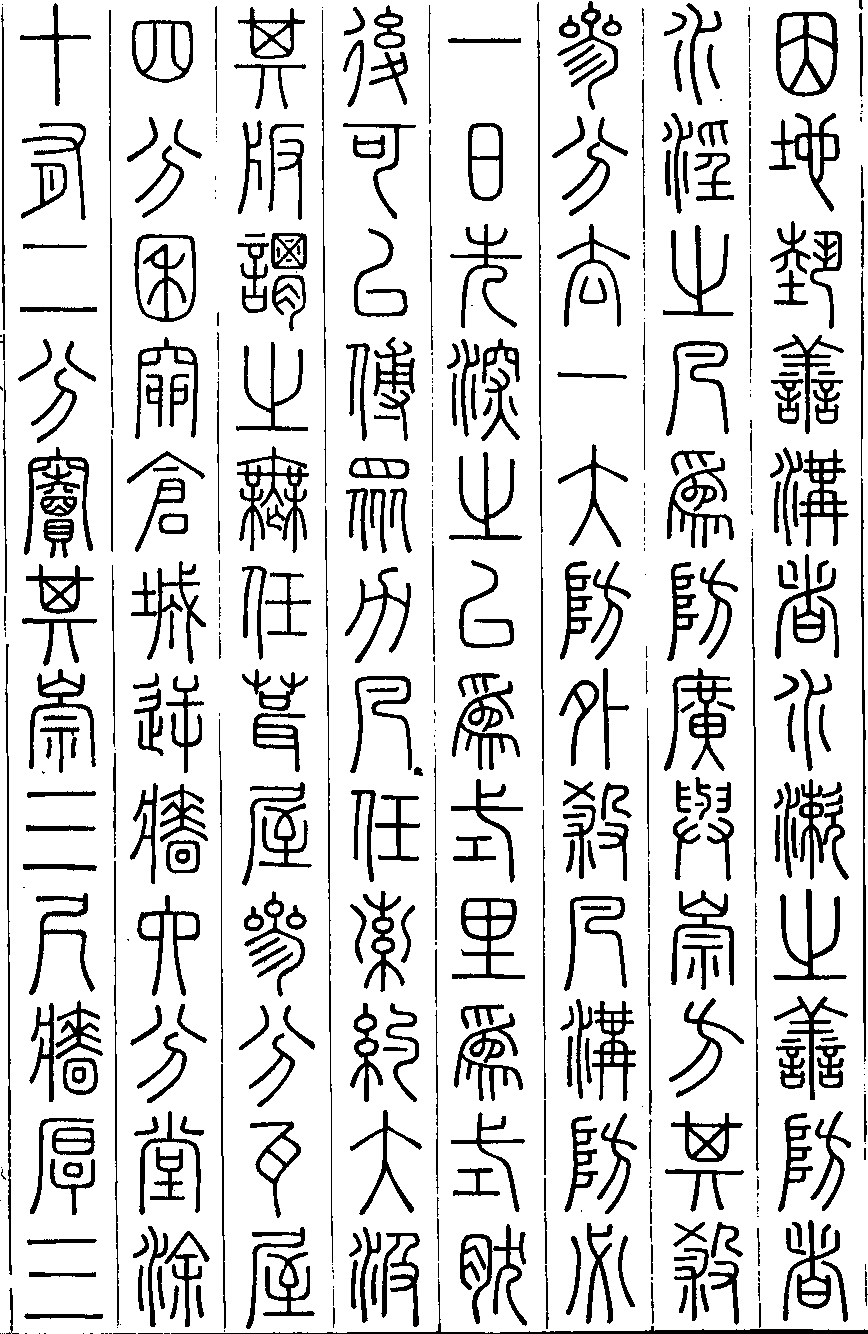 因地埶善溝者水漱之善防者
水淫之凡為防廣與崇方其殺
參分去一大防外殺凡溝防必
一日先深之以為式里為式肰
後可以傅眾力凡任索約大汲
其版謂之無任葺屋參分瓦屋
四分囷窌倉城逆牆六分堂涂
十有二分竇其崇三尺牆厚三